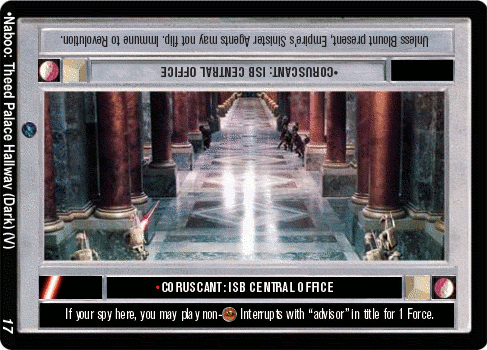 Unless Blount present, Empire's Sinister Agents may not flip. Immune to Revolution.
•CORUSCANT: ISB CENTRAL OFFICE
•Naboo: Theed Palace Hallway (Dark) (V)
17
•CORUSCANT: ISB CENTRAL OFFICE
If your spy here, you may play non- Interrupts with “advisor” in title for 1 Force.